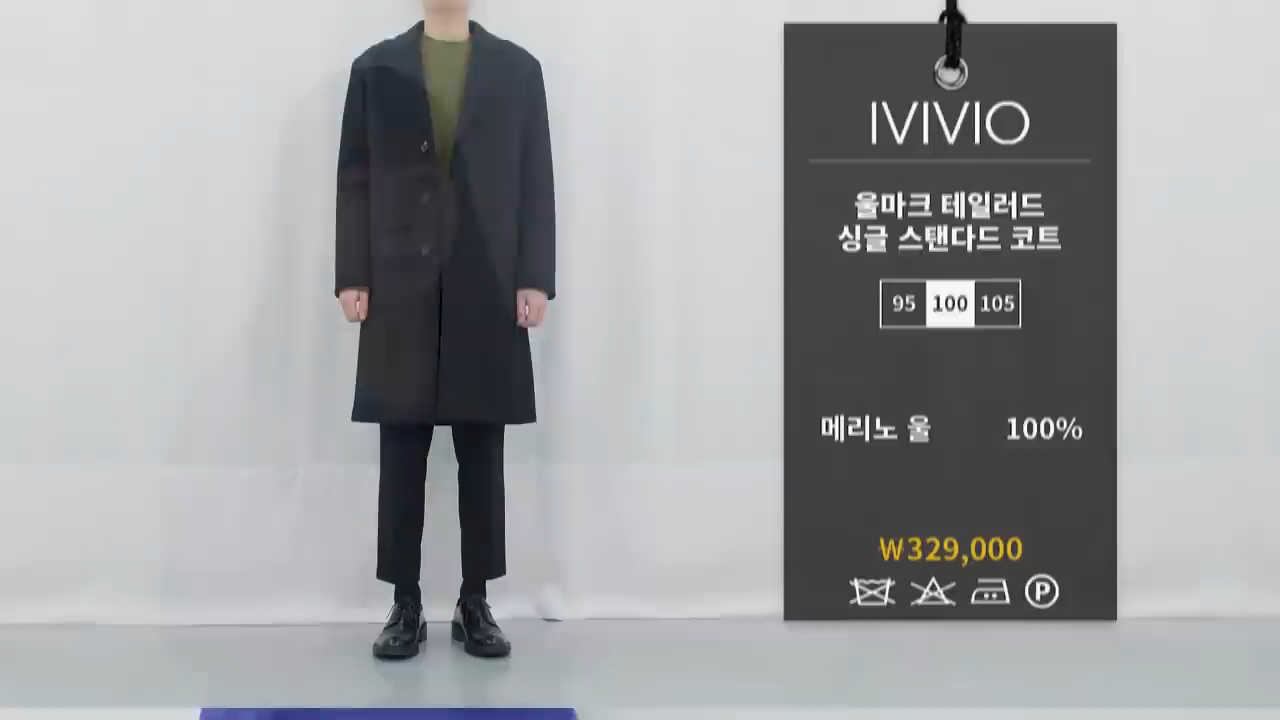 IVIVIO
울마크 테일러드
싱글 스탠다드 코트
95 100 105
메리노 울 100%
₩329,000
P